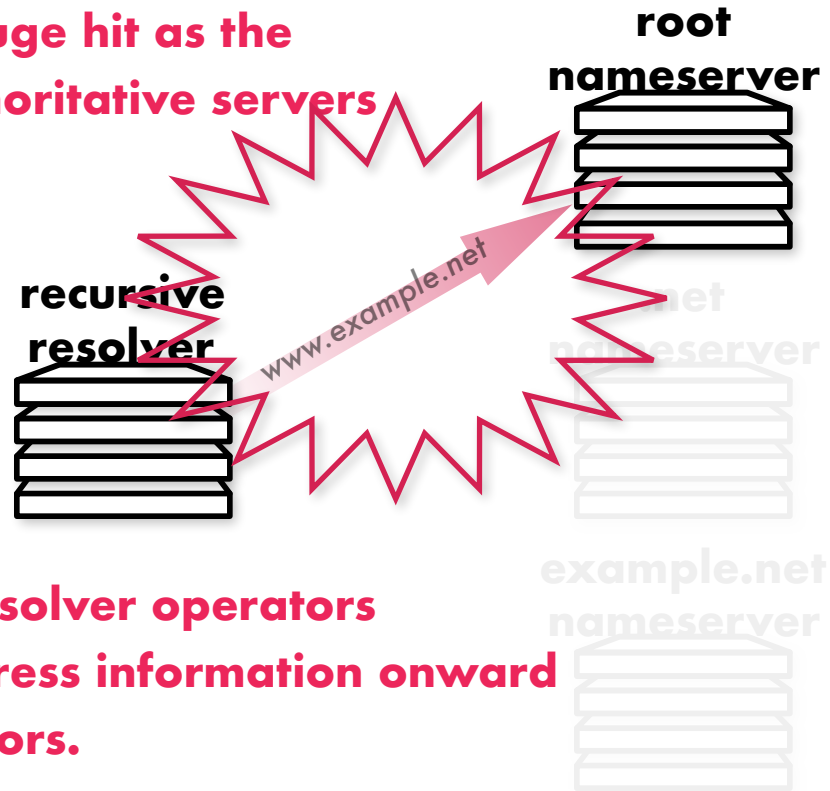 uge hit as the
noritative servers
root
nameserver
www.example.net
recursive
resolver
.net
nameserver
example.net
nameserver
solver operators
ress information onward
ors.